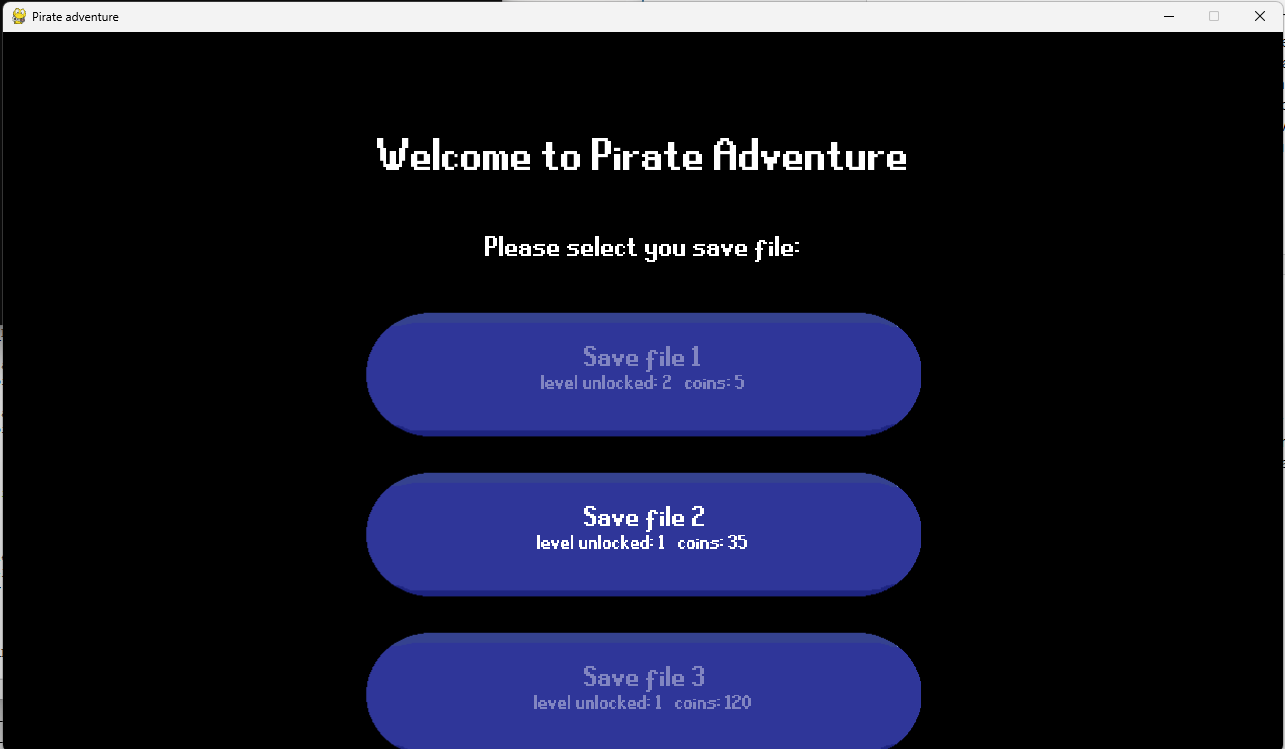 Pirate adventure
Welcome to Pirate Adventure
Please select you save file:
Save file 1
level unlocked: 2 coins: 5
Save file 2
level unlocked: 1 coins: 35
Save file 3
level unlocked: 1 coins: 120